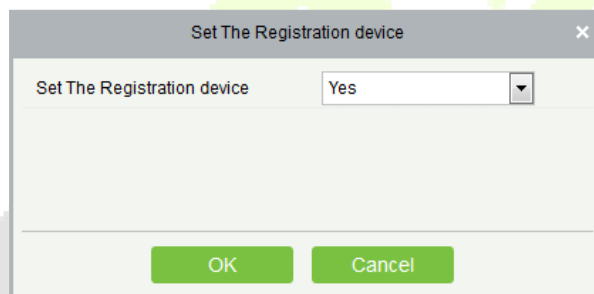 Set The Registration device
Set The Registration device Yes
OK Cancel